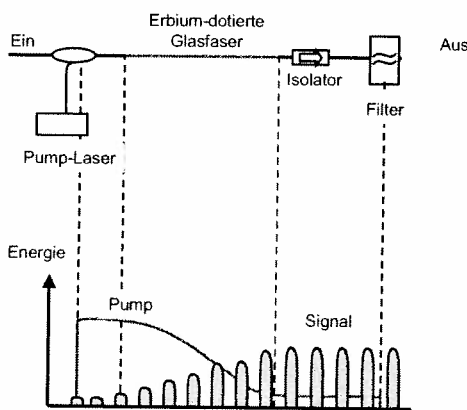 Erbium-dotierte
Glasfaser
Ein
Aus
Isolator
Filter
Pump-Laser
Energie
Pump
Signal